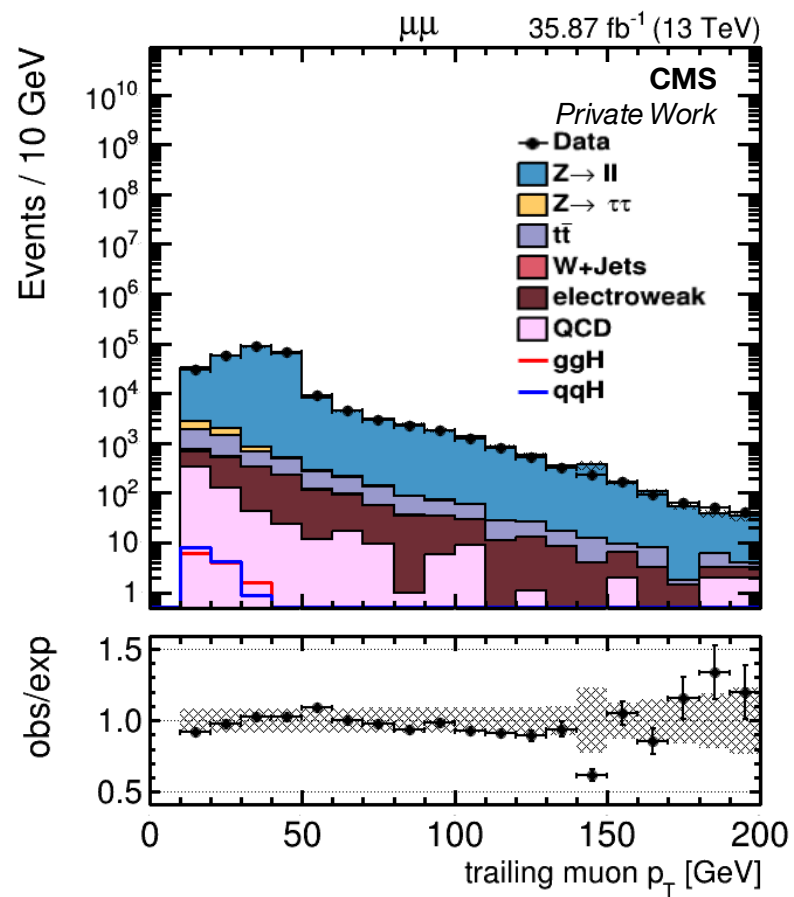 μμ
35.87 fb⁻¹ (13 TeV)
CMS
Private Work
Data
Z→ ll
Z→ ττ
tt̄
W+Jets
electroweak
QCD
ggH
qqH
Events / 10 GeV
10¹⁰
10⁹
10⁸
10⁷
10⁶
10⁵
10⁴
10³
10²
10
1
obs/exp
1.5
1.0
0.5
0 50 100 150 200
trailing muon p_T [GeV]